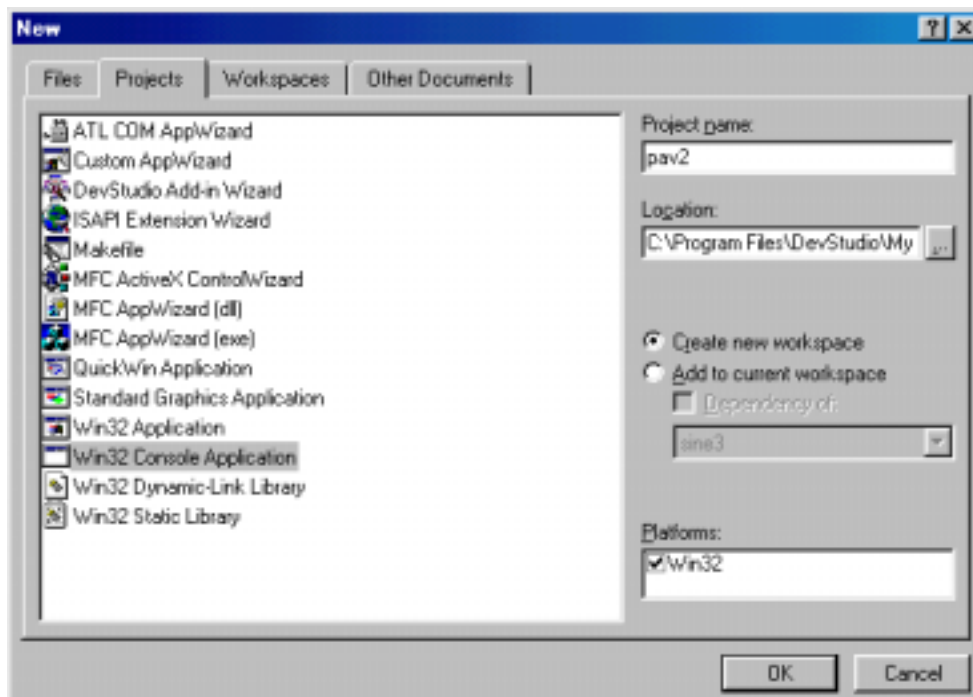 New
Files Projects Workspaces Other Documents
ATL COM AppWizard
Custom AppWizard
DevStudio Add-in Wizard
ISAPI Extension Wizard
Makefile
MFC ActiveX ControlWizard
MFC AppWizard (dll)
MFC AppWizard (exe)
QuickWin Application
Standard Graphics Application
Win32 Application
Win32 Console Application
Win32 Dynamic-Link Library
Win32 Static Library
Project name:
pav2
Location:
C:\Program Files\DevStudio\My
...
Create new workspace
Add to current workspace
Dependency of:
sine3
Platforms:
Win32
OK Cancel